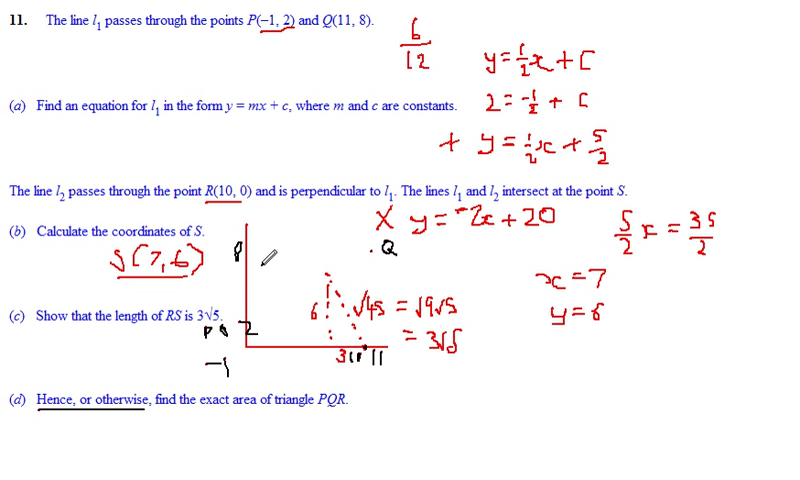 11. The line l₁ passes through the points P(−1, 2) and Q(11, 8).
6/12
y = 1/2 x + C
(a) Find an equation for l₁ in the form y = mx + c, where m and c are constants.
2 = -1/2 + C
+ y = 1/2 x + 5/2
The line l₂ passes through the point R(10, 0) and is perpendicular to l₁. The lines l₁ and l₂ intersect at the point S.
X y = -2x + 20
5/2 x = 35/2
(b) Calculate the coordinates of S.
S(7,6)
Q
x = 7
6
√45 = √9√5
y = 6
(c) Show that the length of RS is 3√5.
P
2
= 3√5
3
11
-1
(d) Hence, or otherwise, find the exact area of triangle PQR.